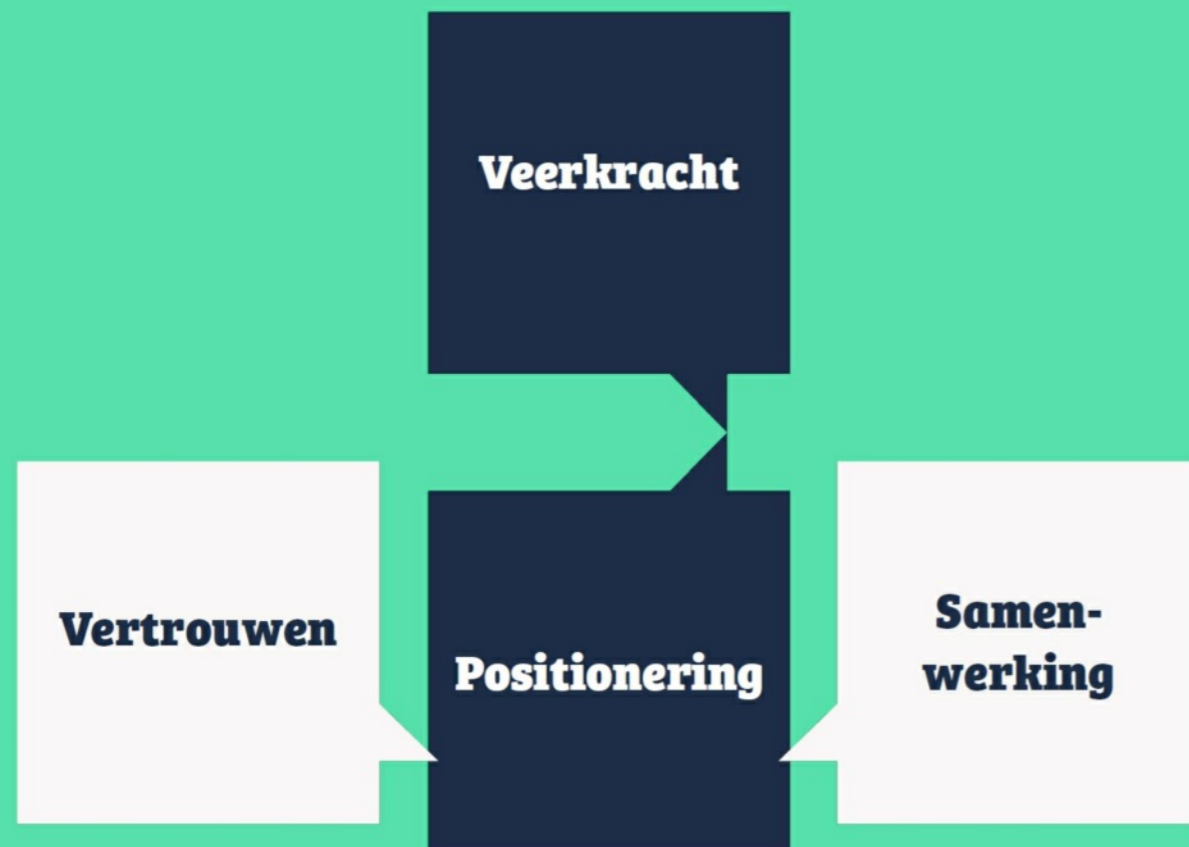 Veerkracht
Vertrouwen
Positionering
Samen-
werking